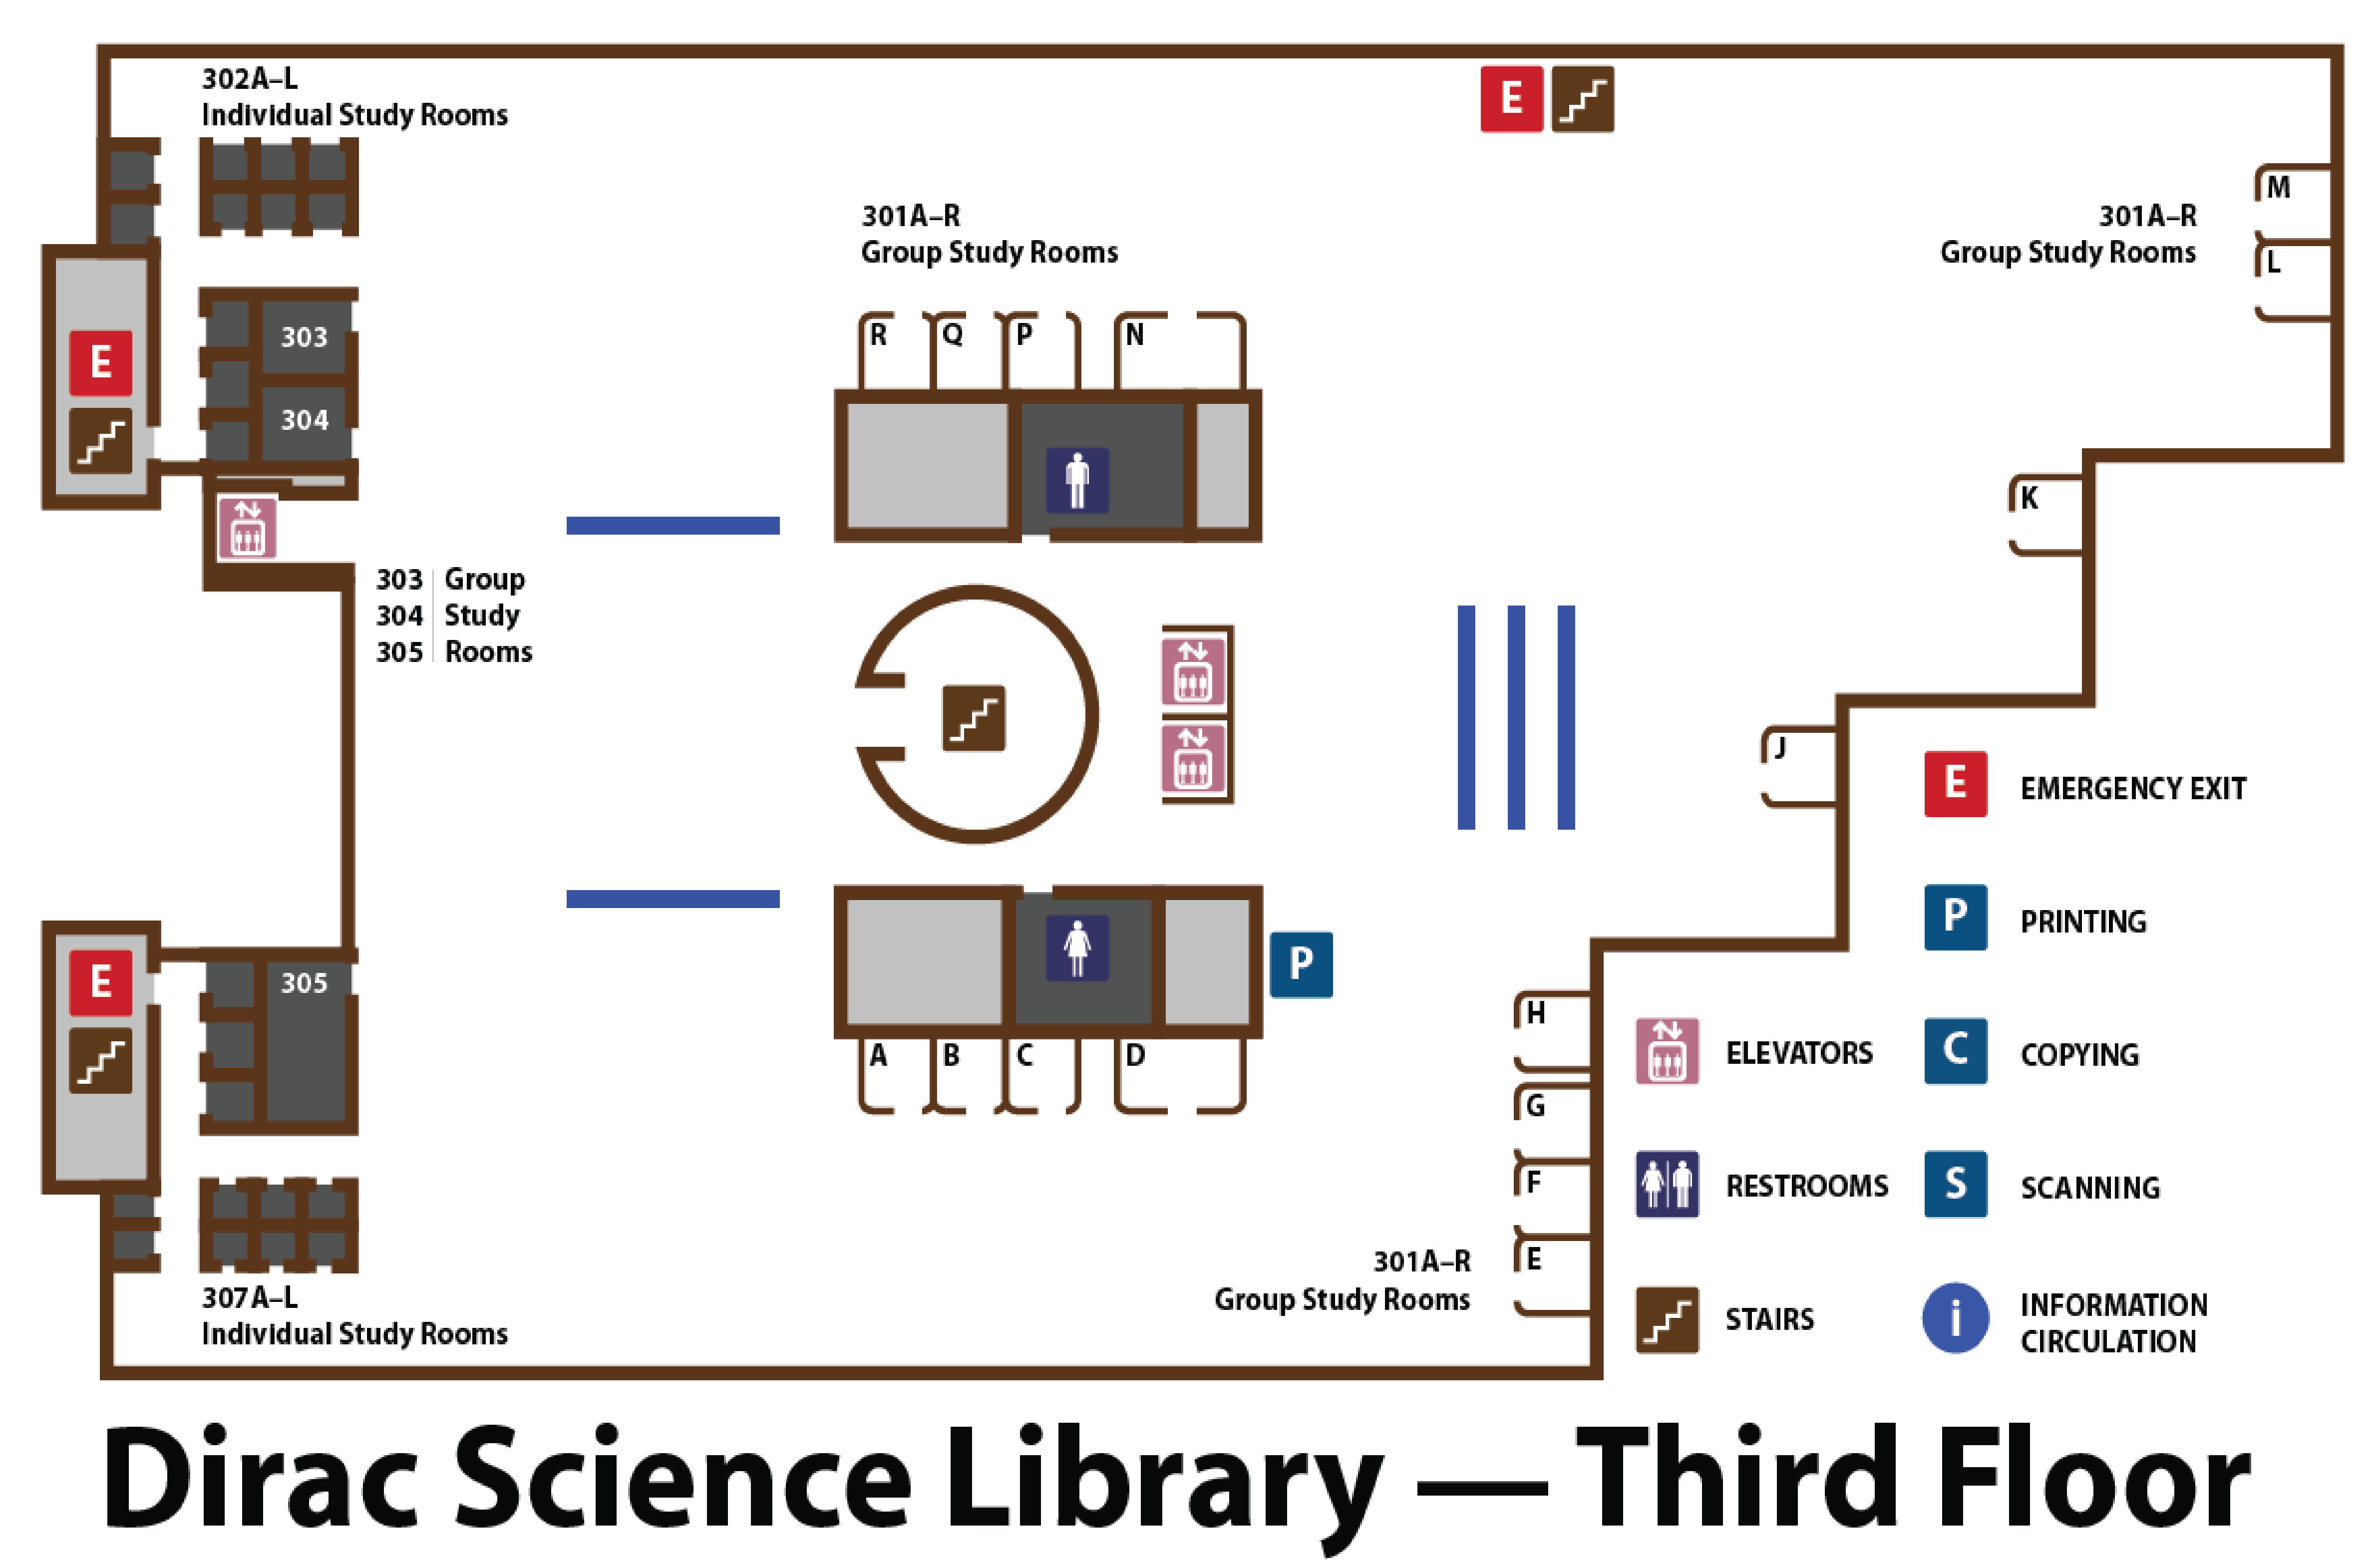 302A–L
Individual Study Rooms
E
M
301A–R
Group Study Rooms
301A–R
Group Study Rooms
L
303
R
Q
P
N
E
304
K
303 Group
304 Study
305 Rooms
J
E EMERGENCY EXIT
P PRINTING
E
305
P
H
A
B
C
D
ELEVATORS
C COPYING
G
F
RESTROOMS
S SCANNING
E
301A–R
Group Study Rooms
307A–L
Individual Study Rooms
STAIRS
i INFORMATION
CIRCULATION
Dirac Science Library — Third Floor